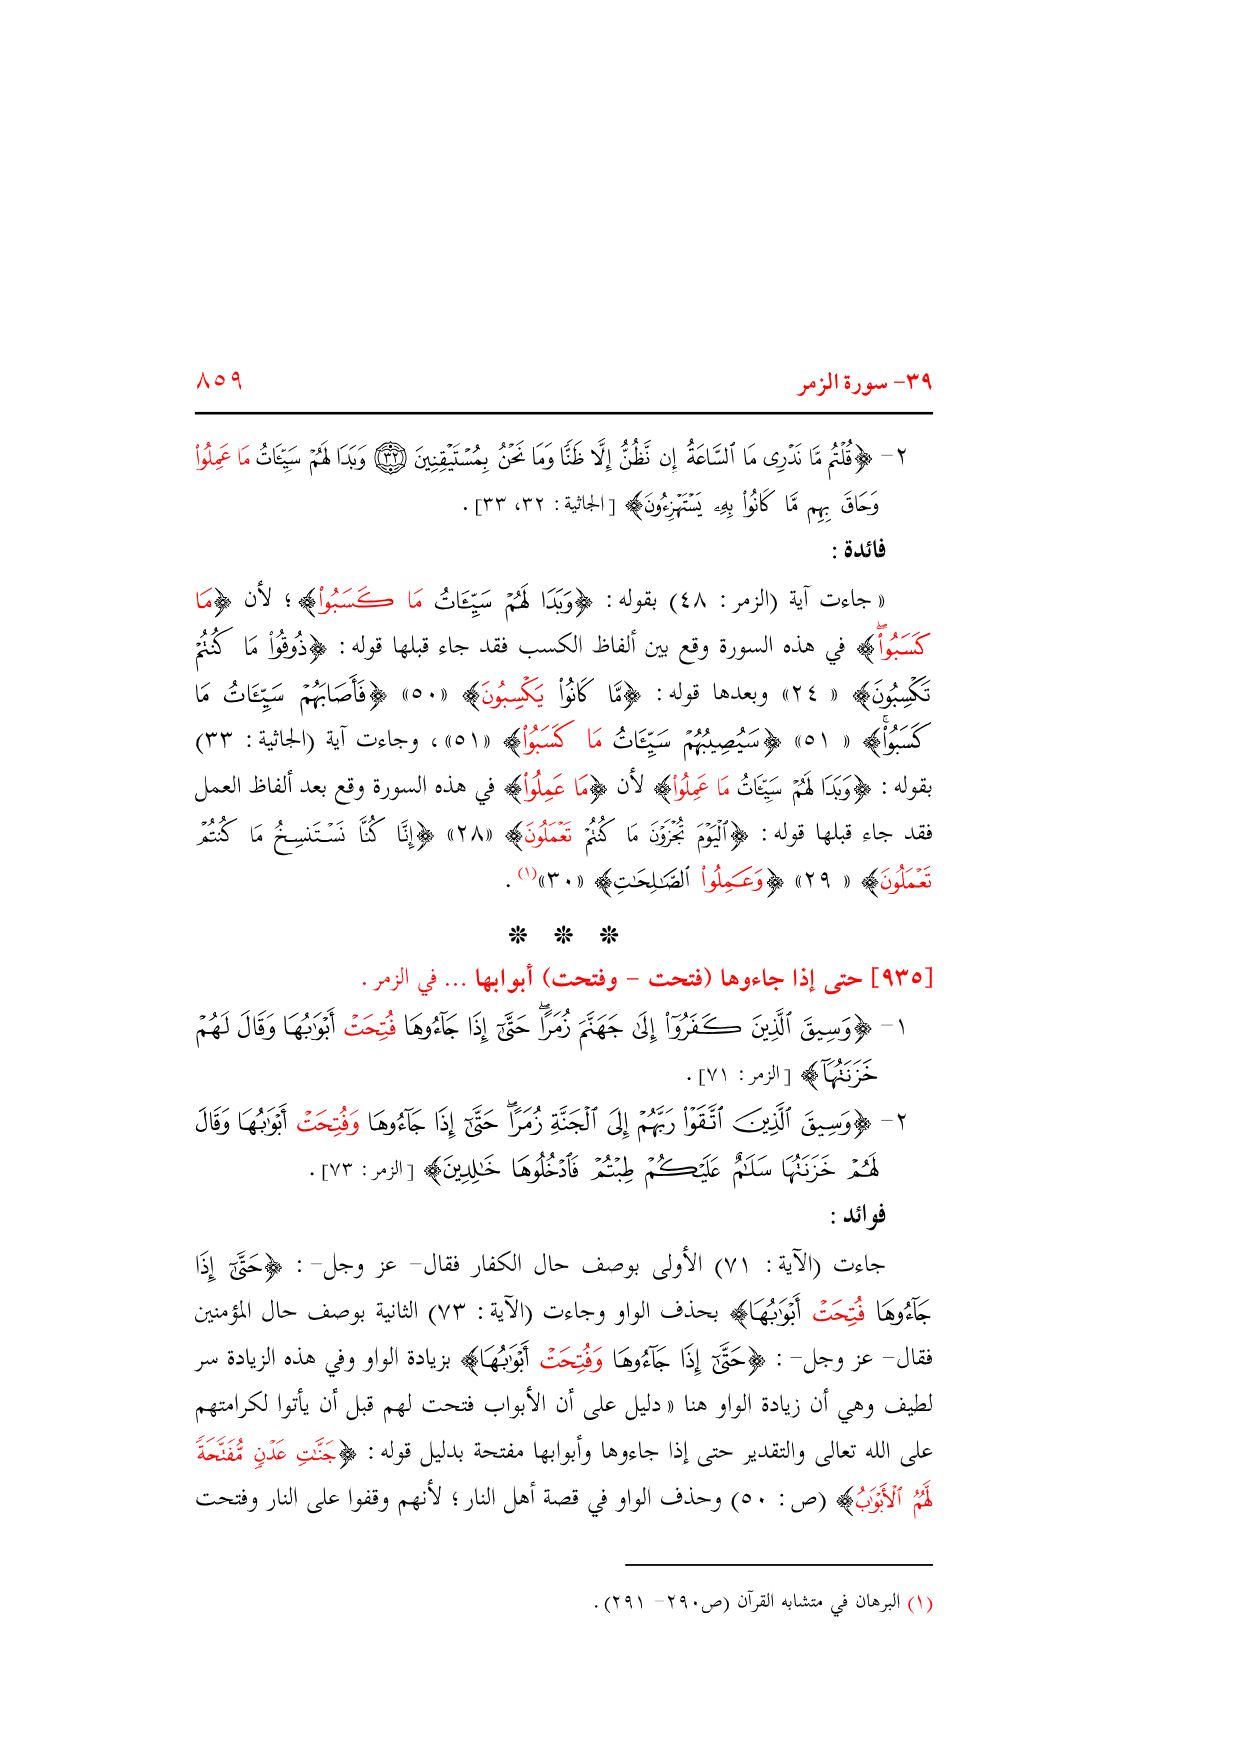 ٣٩- سورة الزمر ٨٥٩
٢- ﴿قُلْتُم مَّا نَدْرِى مَا ٱلسَّاعَةُ إِن نَّظُنُّ إِلَّا ظَنًّا وَمَا نَحْنُ بِمُسْتَيْقِنِينَ ٣٢ وَبَدَا لَهُمْ سَيِّـَٔاتُ مَا عَمِلُوا۟
وَحَاقَ بِهِم مَّا كَانُوا۟ بِهِۦ يَسْتَهْزِءُونَ﴾ [الجاثية : ٣٢، ٣٣] .
فائدة :
« جاءت آية (الزمر : ٤٨) بقوله : ﴿وَبَدَا لَهُمْ سَيِّـَٔاتُ مَا كَسَبُوا۟﴾ ؛ لأن ﴿مَا
كَسَبُوا۟ۖ﴾ في هذه السورة وقع بين ألفاظ الكسب فقد جاء قبلها قوله : ﴿ذُوقُوا۟ مَا كُنتُمْ
تَكْسِبُونَ﴾ « ٢٤» وبعدها قوله : ﴿مَّا كَانُوا۟ يَكْسِبُونَ﴾ «٥٠» ﴿فَأَصَابَهُمْ سَيِّـَٔاتُ مَا
كَسَبُوا۟ۚ﴾ « ٥١» ﴿سَيُصِيبُهُمْ سَيِّـَٔاتُ مَا كَسَبُوا۟﴾ «٥١» ، وجاءت آية (الجاثية : ٣٣)
بقوله : ﴿وَبَدَا لَهُمْ سَيِّـَٔاتُ مَا عَمِلُوا۟﴾ لأن ﴿مَا عَمِلُوا۟﴾ في هذه السورة وقع بعد ألفاظ العمل
فقد جاء قبلها قوله : ﴿ٱلْيَوْمَ تُجْزَوْنَ مَا كُنتُمْ تَعْمَلُونَ﴾ «٢٨» ﴿إِنَّا كُنَّا نَسْتَنسِخُ مَا كُنتُمْ
تَعْمَلُونَ﴾ « ٢٩» ﴿وَعَمِلُوا۟ ٱلصَّـٰلِحَـٰتِ﴾ «٣٠»(١) .
❊ ❊ ❊
[٩٣٥] حتى إذا جاءوها (فتحت – وفتحت) أبوابها ... في الزمر .
١- ﴿وَسِيقَ ٱلَّذِينَ كَفَرُوٓا۟ إِلَىٰ جَهَنَّمَ زُمَرًاۖ حَتَّىٰٓ إِذَا جَآءُوهَا فُتِحَتْ أَبْوَٰبُهَا وَقَالَ لَهُمْ
خَزَنَتُهَآ﴾ [الزمر : ٧١] .
٢- ﴿وَسِيقَ ٱلَّذِينَ ٱتَّقَوْا۟ رَبَّهُمْ إِلَى ٱلْجَنَّةِ زُمَرًاۖ حَتَّىٰٓ إِذَا جَآءُوهَا وَفُتِحَتْ أَبْوَٰبُهَا وَقَالَ
لَهُمْ خَزَنَتُهَا سَلَـٰمٌ عَلَيْكُمْ طِبْتُمْ فَٱدْخُلُوهَا خَـٰلِدِينَ﴾ [الزمر : ٧٣] .
فوائد :
جاءت (الآية : ٧١) الأولى بوصف حال الكفار فقال– عز وجل– : ﴿حَتَّىٰٓ إِذَا
جَآءُوهَا فُتِحَتْ أَبْوَٰبُهَا﴾ بحذف الواو وجاءت (الآية : ٧٣) الثانية بوصف حال المؤمنين
فقال– عز وجل– : ﴿حَتَّىٰٓ إِذَا جَآءُوهَا وَفُتِحَتْ أَبْوَٰبُهَا﴾ بزيادة الواو وفي هذه الزيادة سر
لطيف وهي أن زيادة الواو هنا « دليل على أن الأبواب فتحت لهم قبل أن يأتوا لكرامتهم
على الله تعالى والتقدير حتى إذا جاءوها وأبوابها مفتحة بدليل قوله : ﴿جَنَّـٰتِ عَدْنٍ مُّفَتَّحَةً
لَّهُمُ ٱلْأَبْوَٰبُ﴾ (ص : ٥٠) وحذف الواو في قصة أهل النار ؛ لأنهم وقفوا على النار وفتحت
(١) البرهان في متشابه القرآن (ص٢٩٠– ٢٩١) .